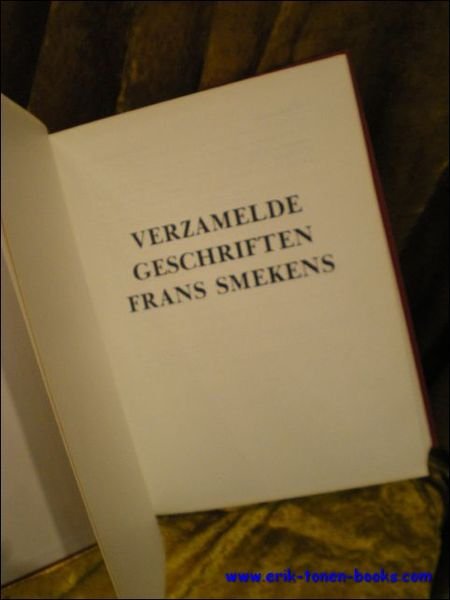 VERZAMELDE
GESCHRIFTEN
FRANS SMEKENS
www.erik-tonen-books.com